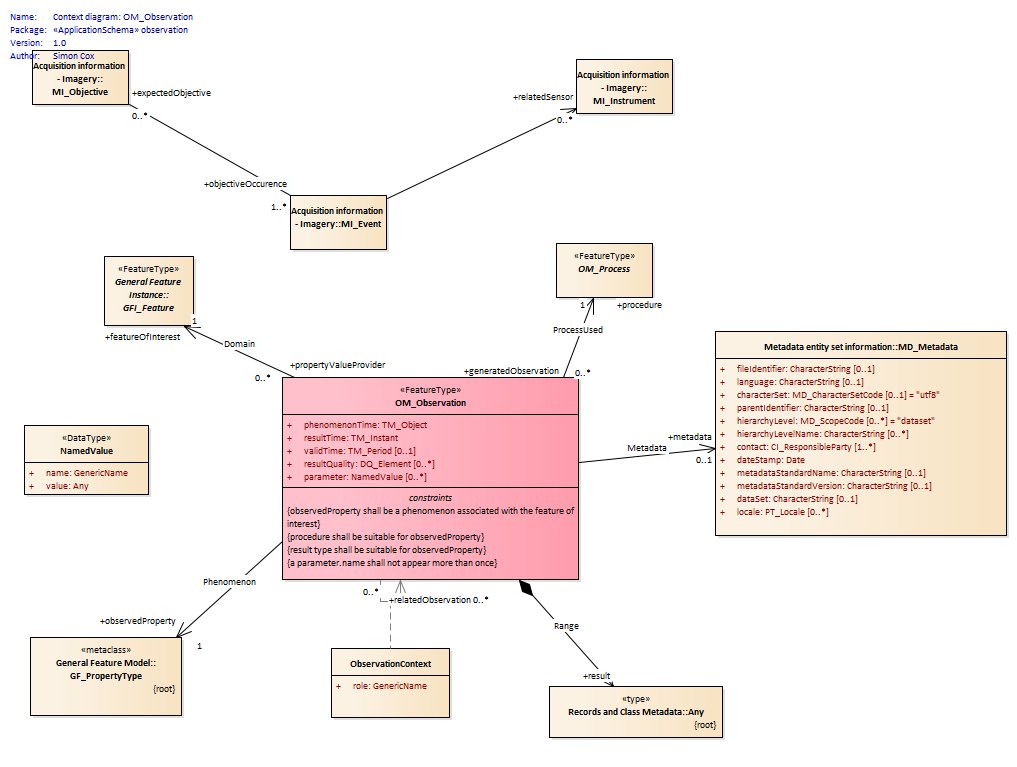 Name: Context diagram: OM_Observation
Package: «ApplicationSchema» observation
Version: 1.0
Author: Simon Cox
Acquisition information
- Imagery::
MI_Objective
+expectedObjective
0..*
Acquisition information
- Imagery::
MI_Instrument
+relatedSensor
0..*
+objectiveOccurence
1..*
Acquisition information
- Imagery::MI_Event
«FeatureType»
General Feature
Instance::
GFI_Feature
1
+featureOfInterest
Domain
+propertyValueProvider
0..*
«FeatureType»
OM_Process
1
+procedure
ProcessUsed
+generatedObservation
0..*
«FeatureType»
OM_Observation
+ phenomenonTime: TM_Object
+ resultTime: TM_Instant
+ validTime: TM_Period [0..1]
+ resultQuality: DQ_Element [0..*]
+ parameter: NamedValue [0..*]
constraints
{observedProperty shall be a phenomenon associated with the feature of
interest}
{procedure shall be suitable for observedProperty}
{result type shall be suitable for observedProperty}
{a parameter.name shall not appear more than once}
Metadata entity set information::MD_Metadata
+ fileIdentifier: CharacterString [0..1]
+ language: CharacterString [0..1]
+ characterSet: MD_CharacterSetCode [0..1] = "utf8"
+ parentIdentifier: CharacterString [0..1]
+ hierarchyLevel: MD_ScopeCode [0..*] = "dataset"
+ hierarchyLevelName: CharacterString [0..*]
+ contact: CI_ResponsibleParty [1..*]
+ dateStamp: Date
+ metadataStandardName: CharacterString [0..1]
+ metadataStandardVersion: CharacterString [0..1]
+ dataSet: CharacterString [0..1]
+ locale: PT_Locale [0..*]
+metadata
Metadata
0..1
«DataType»
NamedValue
+ name: GenericName
+ value: Any
Phenomenon
+observedProperty
1
«metaclass»
General Feature Model::
GF_PropertyType
{root}
0..*
+relatedObservation 0..*
ObservationContext
+ role: GenericName
Range
+result
«type»
Records and Class Metadata::Any
{root}